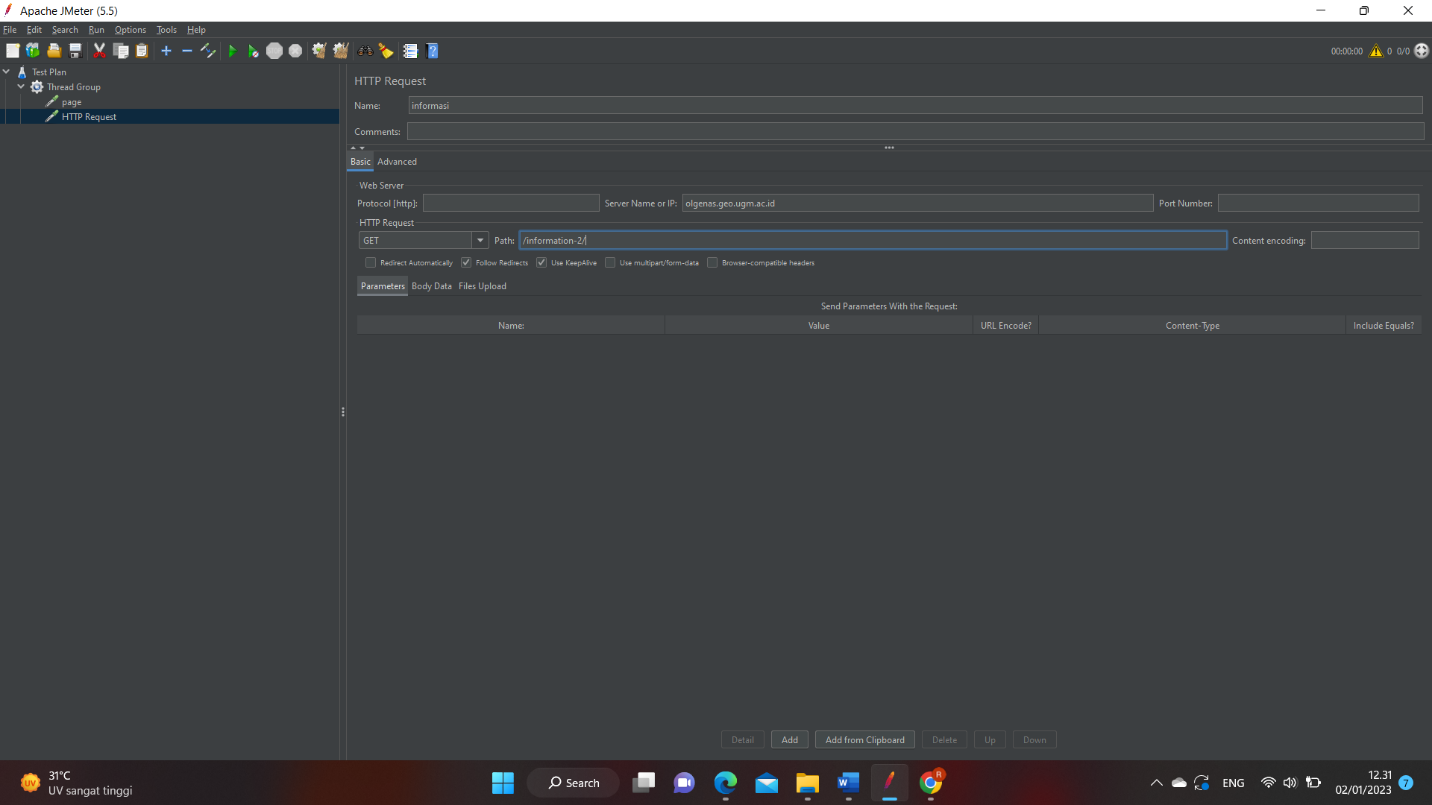 Apache JMeter (5.5)
File Edit Search Run Options Tools Help
00:00:00 0 0/0
Test Plan
Thread Group
page
HTTP Request
HTTP Request
Name: informasi
Comments:
Basic Advanced
Web Server
Protocol [http]: Server Name or IP: olgenas.geo.ugm.ac.id Port Number:
HTTP Request
GET Path: /information-2/ Content encoding:
Redirect Automatically Follow Redirects Use KeepAlive Use multipart/form-data Browser-compatible headers
Parameters Body Data Files Upload
Send Parameters With the Request:
Name: Value URL Encode? Content-Type Include Equals?
Detail Add Add from Clipboard Delete Up Down
UV 31°C
UV sangat tinggi
Search
R
ENG
12.31
02/01/2023
7